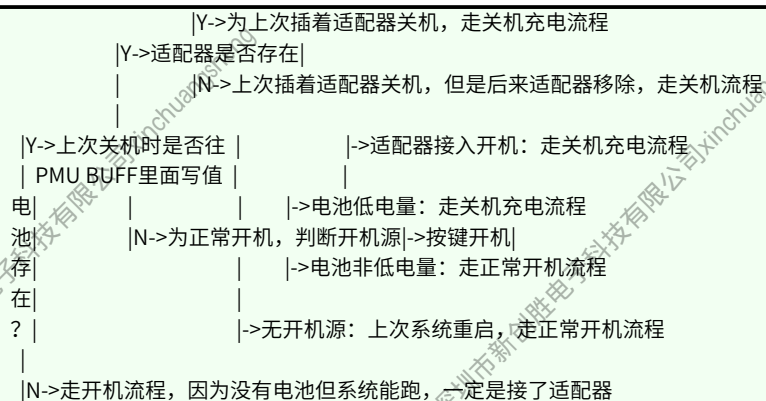 |Y->为上次插着适配器关机，走关机充电流程
|Y->适配器是否存在|
| |N->上次插着适配器关机，但是后来适配器移除，走关机流程
|
|Y->上次关机时是否往 | |->适配器接入开机：走关机充电流程
| PMU BUFF里面写值 | |
电| | | |->电池低电量：走关机充电流程
池| |N->为正常开机，判断开机源|->按键开机|
存| | |->电池非低电量：走正常开机流程
在| |
？| |->无开机源：上次系统重启，走正常开机流程
|
|N->走开机流程，因为没有电池但系统能跑，一定是接了适配器